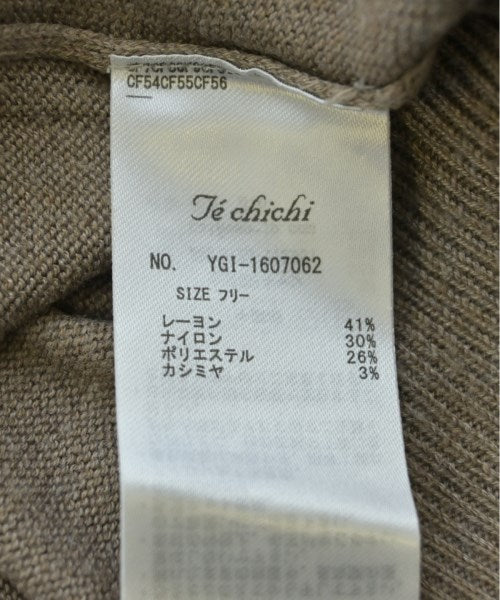 CF54CF55CF56
Té chichi
NO. YGI-1607062
SIZE フリー
レーヨン 41%
ナイロン 30%
ポリエステル 26%
カシミヤ 3%